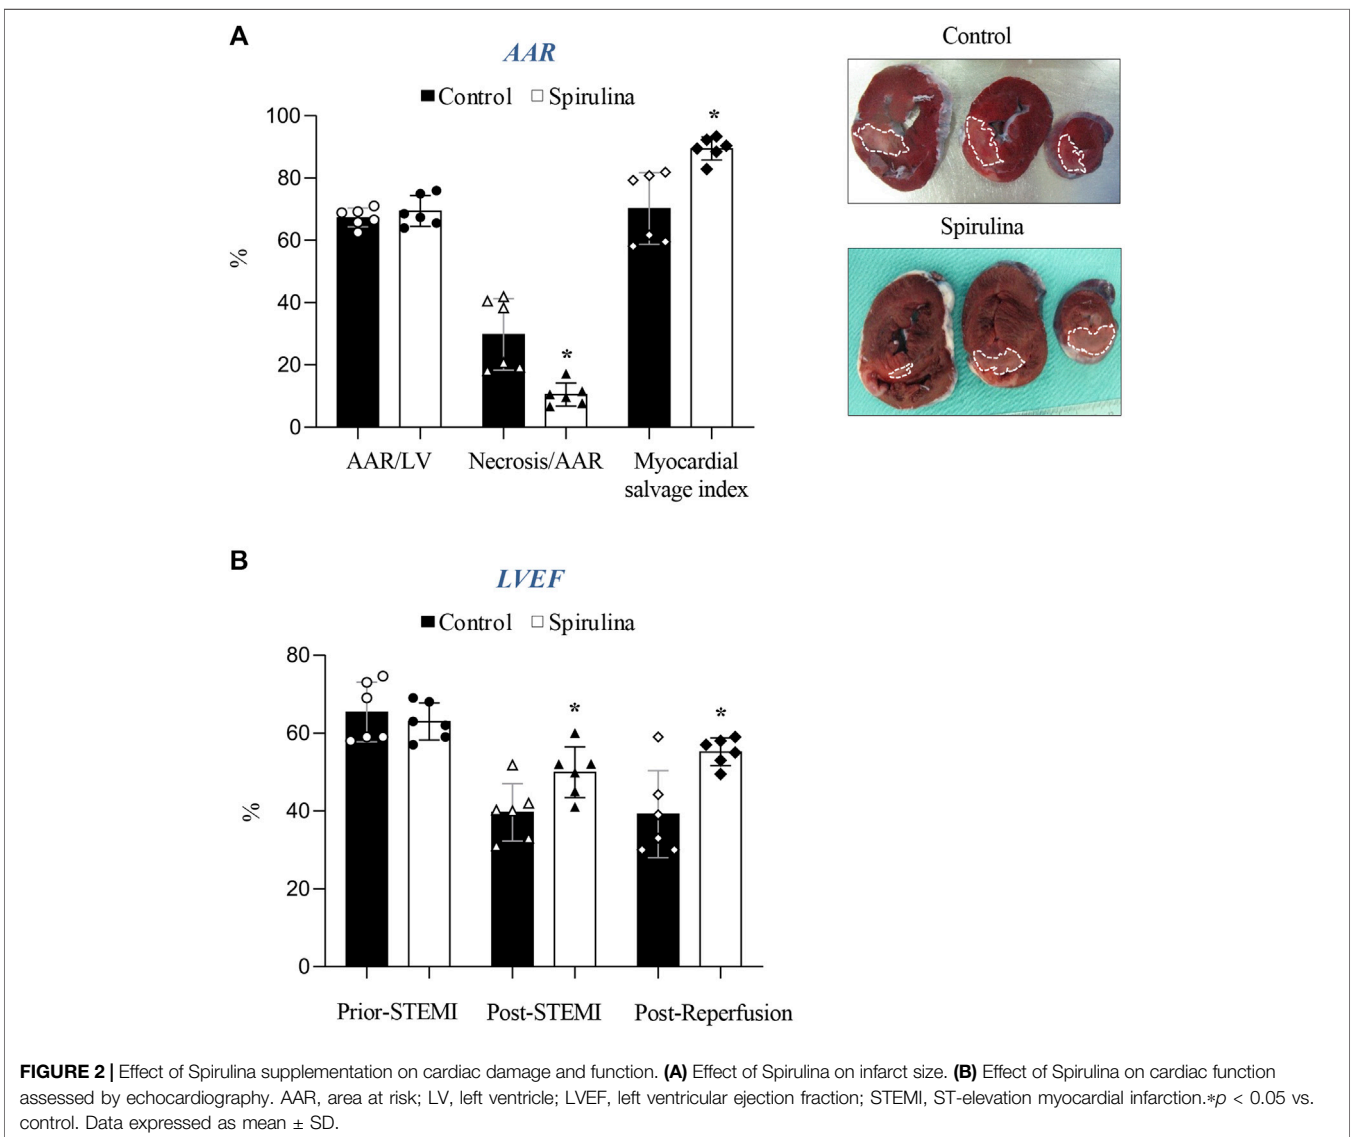 A
AAR
Control Spirulina
%
100
80
60
40
20
0
*
*
AAR/LV Necrosis/AAR Myocardial
salvage index
Control
Spirulina
B
LVEF
Control Spirulina
%
80
60
40
20
0
*
*
Prior-STEMI Post-STEMI Post-Reperfusion
FIGURE 2 | Effect of Spirulina supplementation on cardiac damage and function. (A) Effect of Spirulina on infarct size. (B) Effect of Spirulina on cardiac function
assessed by echocardiography. AAR, area at risk; LV, left ventricle; LVEF, left ventricular ejection fraction; STEMI, ST-elevation myocardial infarction.*p < 0.05 vs.
control. Data expressed as mean ± SD.